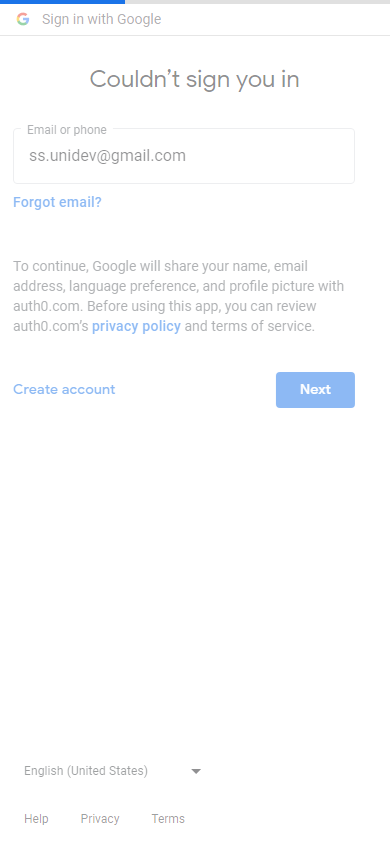 Sign in with Google
Couldn’t sign you in
Email or phone
ss.unidev@gmail.com
Forgot email?
To continue, Google will share your name, email
address, language preference, and profile picture with
auth0.com. Before using this app, you can review
auth0.com’s privacy policy and terms of service.
Create account
Next
English (United States)
Help Privacy Terms